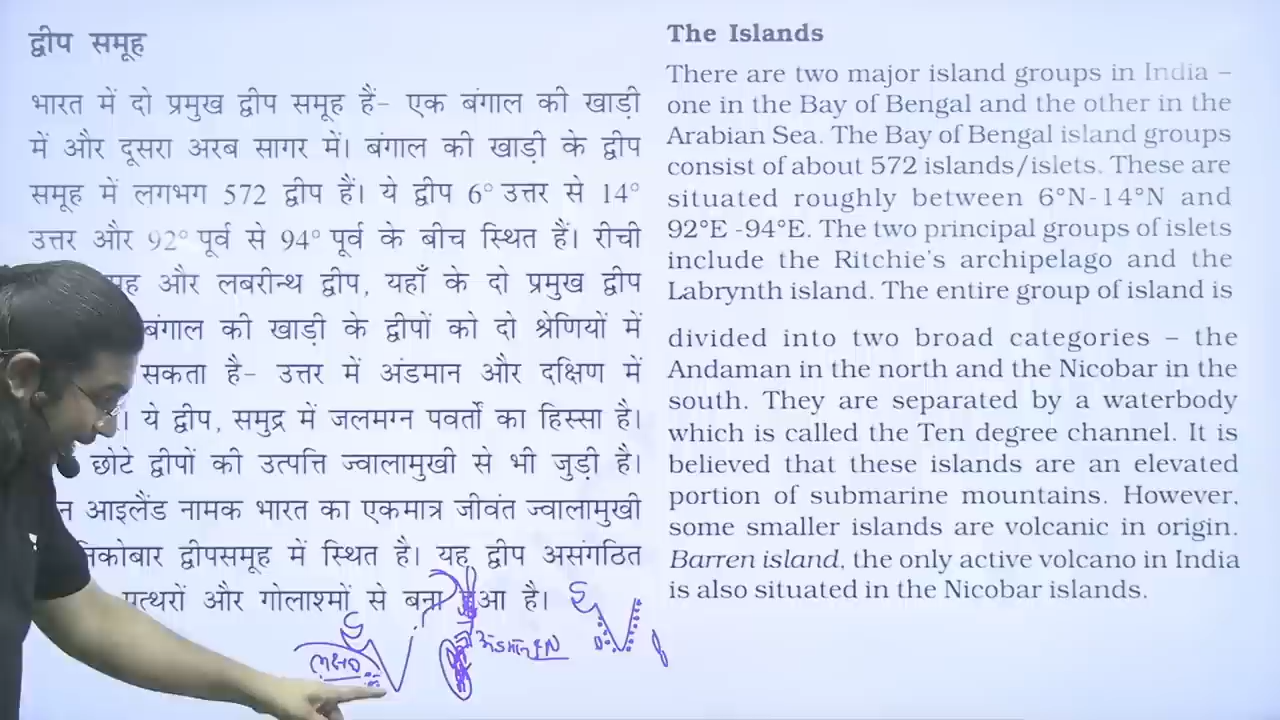 द्वीप समूह
भारत में दो प्रमुख द्वीप समूह हैं- एक बंगाल की खाड़ी
में और दूसरा अरब सागर में। बंगाल की खाड़ी के द्वीप
समूह में लगभग 572 द्वीप हैं। ये द्वीप 6° उत्तर से 14°
उत्तर और 92° पूर्व से 94° पूर्व के बीच स्थित हैं। रीची
और लबरीन्थ द्वीप, यहाँ के दो प्रमुख द्वीप
बंगाल की खाड़ी के द्वीपों को दो श्रेणियों में
सकता है- उत्तर में अंडमान और दक्षिण में
। ये द्वीप, समुद्र में जलमग्न पवर्तों का हिस्सा है।
छोटे द्वीपों की उत्पत्ति ज्वालामुखी से भी जुड़ी है।
आइलैंड नामक भारत का एकमात्र जीवंत ज्वालामुखी
निकोबार द्वीपसमूह में स्थित है। यह द्वीप असंगठित
पत्थरों और गोलाश्मों से बना हुआ है।
The Islands
There are two major island groups in India –
one in the Bay of Bengal and the other in the
Arabian Sea. The Bay of Bengal island groups
consist of about 572 islands/islets. These are
situated roughly between 6°N-14°N and
92°E -94°E. The two principal groups of islets
include the Ritchie's archipelago and the
Labrynth island. The entire group of island is
divided into two broad categories – the
Andaman in the north and the Nicobar in the
south. They are separated by a waterbody
which is called the Ten degree channel. It is
believed that these islands are an elevated
portion of submarine mountains. However,
some smaller islands are volcanic in origin.
Barren island, the only active volcano in India
is also situated in the Nicobar islands.
लक्षद्व
अंडमान &N